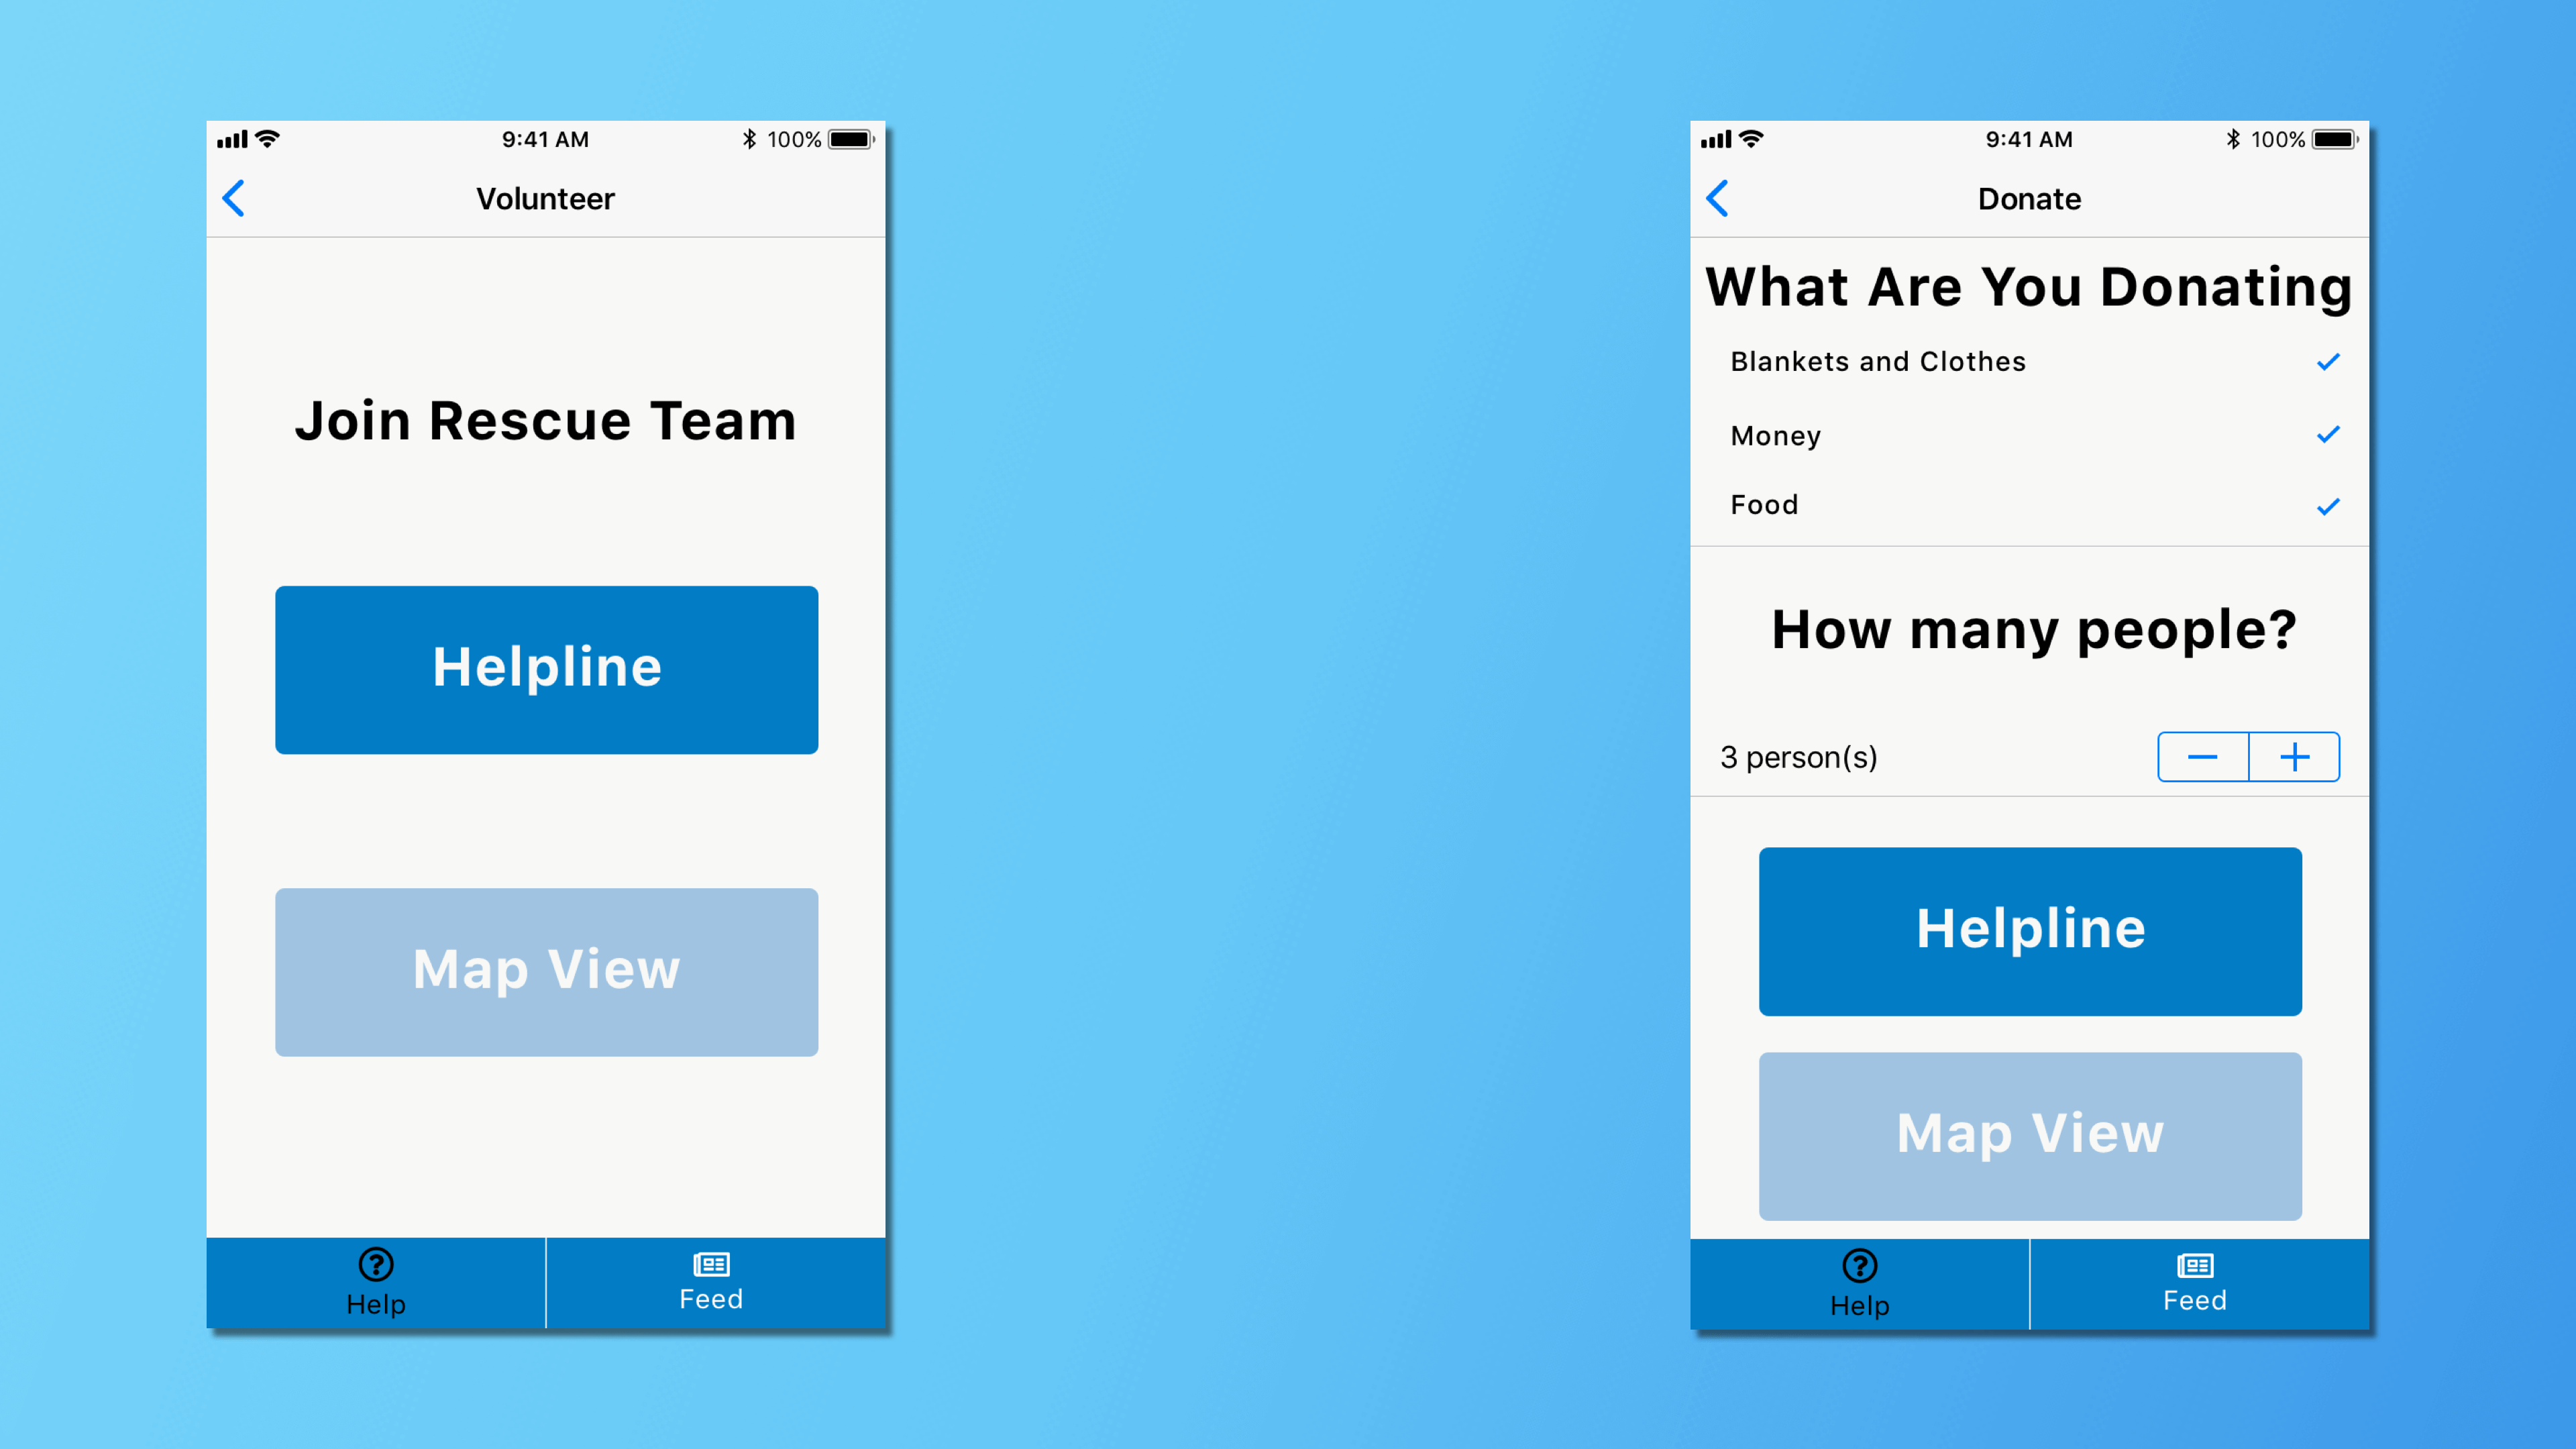 9:41 AM
100%
Volunteer
Join Rescue Team
Helpline
Map View
Help
Feed
9:41 AM
100%
Donate
What Are You Donating
Blankets and Clothes
Money
Food
How many people?
3 person(s)
Helpline
Map View
Help
Feed